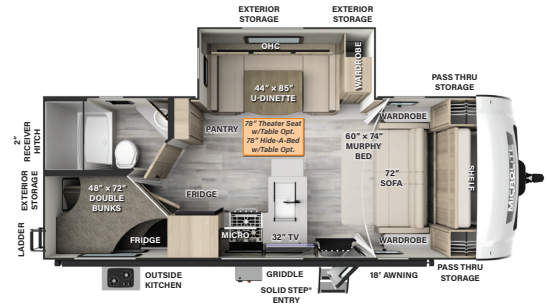 EXTERIOR
STORAGE
EXTERIOR
STORAGE
OHC
WARDROBE
44" x 85"
U-DINETTE
PASS THRU
STORAGE
WARDROBE
2"
RECEIVER
HITCH
PANTRY
78" Theater Seat
w/Table Opt.
78" Hide-A-Bed
w/Table Opt.
60" x 74"
MURPHY
BED
72"
SOFA
SHELF
MICROLITE
EXTERIOR
STORAGE
48" x 72"
DOUBLE
BUNKS
FRIDGE
LADDER
FRIDGE
MICRO
32" TV
WARDROBE
OUTSIDE
KITCHEN
GRIDDLE
SOLID STEP®
ENTRY
18' AWNING
PASS THRU
STORAGE